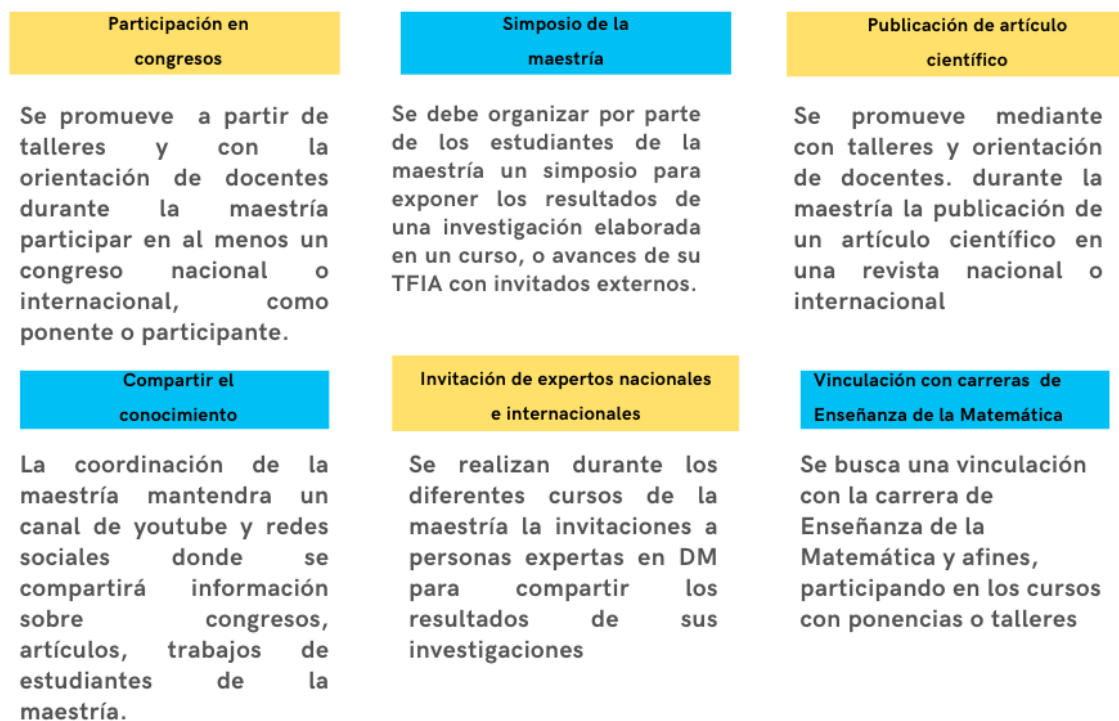 Participación en
congresos
Se promueve a partir de
talleres y con la
orientación de docentes
durante la maestría
participar en al menos un
congreso nacional o
internacional, como
ponente o participante.
Simposio de la
maestría
Se debe organizar por parte
de los estudiantes de la
maestría un simposio para
exponer los resultados de
una investigación elaborada
en un curso, o avances de su
TFIA con invitados externos.
Publicación de artículo
científico
Se promueve mediante
con talleres y orientación
de docentes. durante la
maestría la publicación de
un artículo científico en
una revista nacional o
internacional
Compartir el
conocimiento
La coordinación de la
maestría mantendra un
canal de youtube y redes
sociales donde se
compartirá información
sobre congresos,
artículos, trabajos de
estudiantes de la
maestría.
Invitación de expertos nacionales
e internacionales
Se realizan durante los
diferentes cursos de la
maestría la invitaciones a
personas expertas en DM
para compartir los
resultados de sus
investigaciones
Vinculación con carreras de
Enseñanza de la Matemática
Se busca una vinculación
con la carrera de
Enseñanza de la
Matemática y afines,
participando en los cursos
con ponencias o talleres